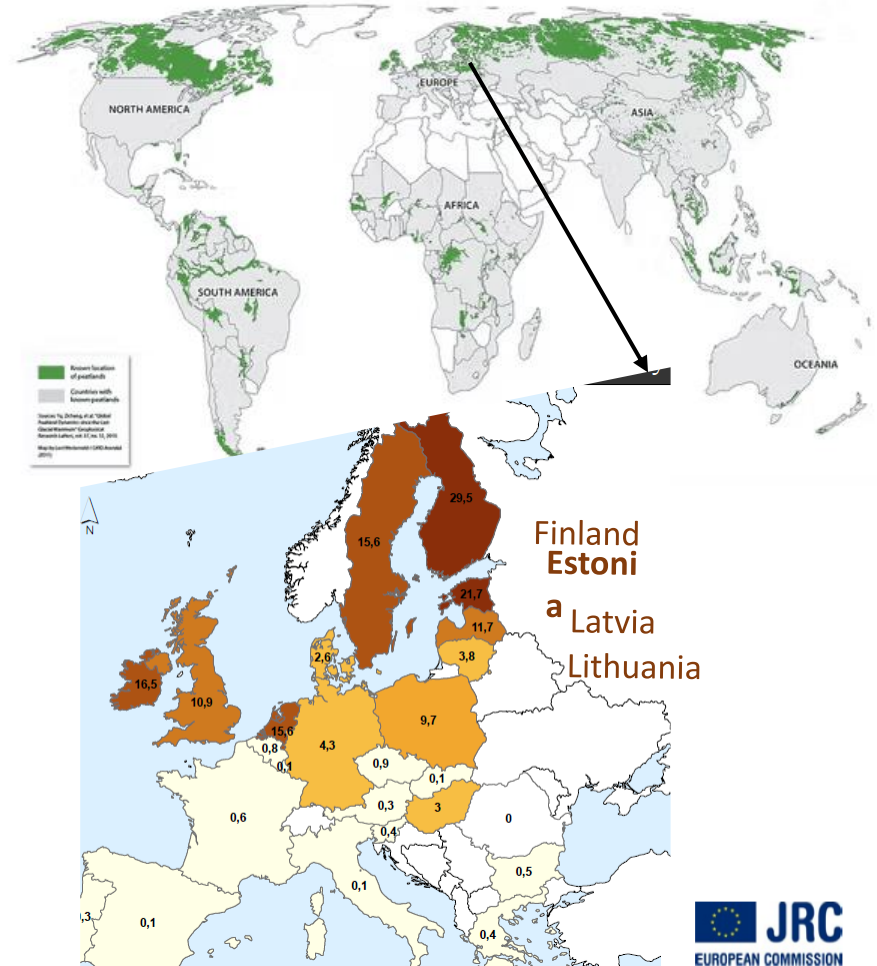 NORTH AMERICA
EUROPE
ASIA
AFRICA
SOUTH AMERICA
OCEANIA
Known location
of peatlands
Countries with
known peatlands
N
29,5
15,6
Finland
Estoni
a
Latvia
Lithuania
21,7
11,7
3,8
2,6
16,5
10,9
15,6
9,7
0,8
4,3
0,1
0,9
0,1
0,6
0,3
3
0
0,4
0,5
0,1
,3
0,1
0,4
JRC
EUROPEAN COMMISSION